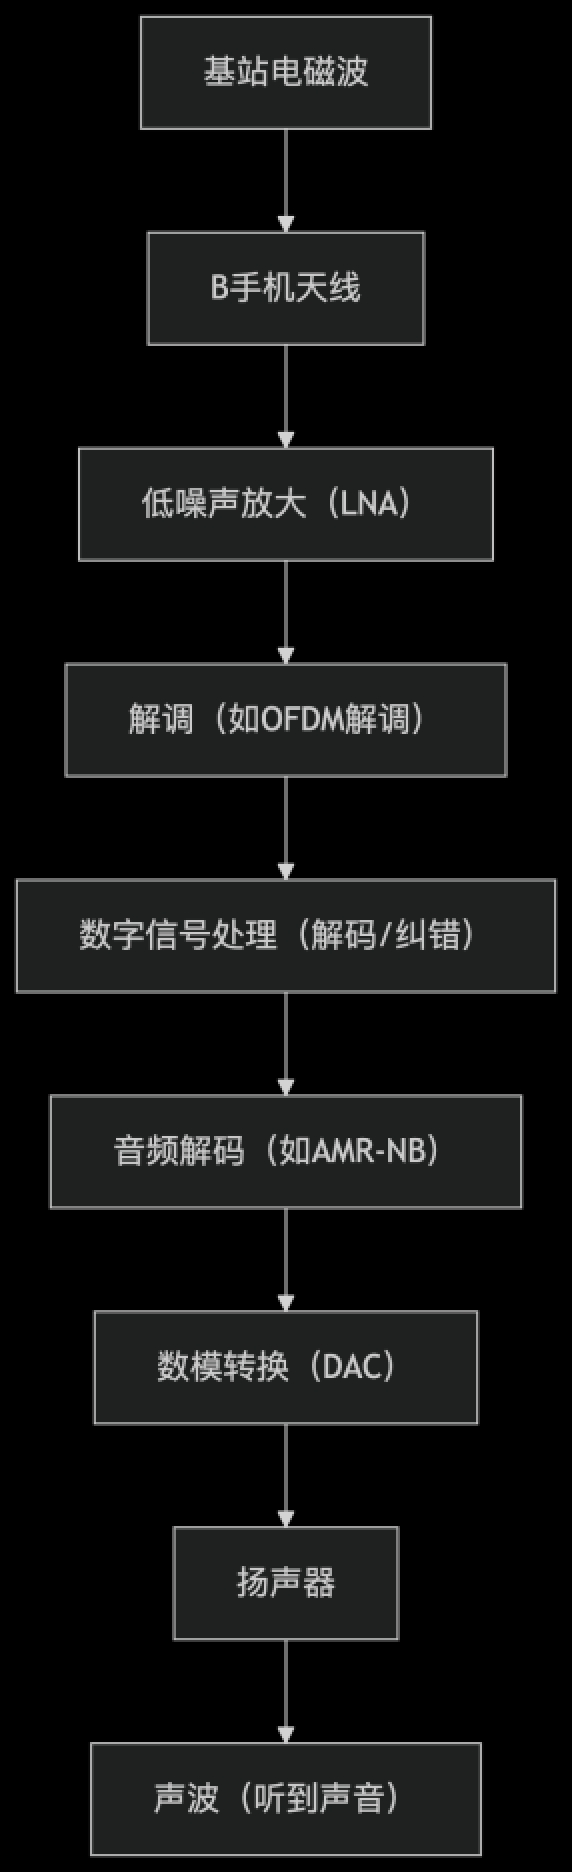 基站电磁波
B手机天线
低噪声放大（LNA）
解调（如OFDM解调）
数字信号处理（解码/纠错）
音频解码（如AMR-NB）
数模转换（DAC）
扬声器
声波（听到声音）